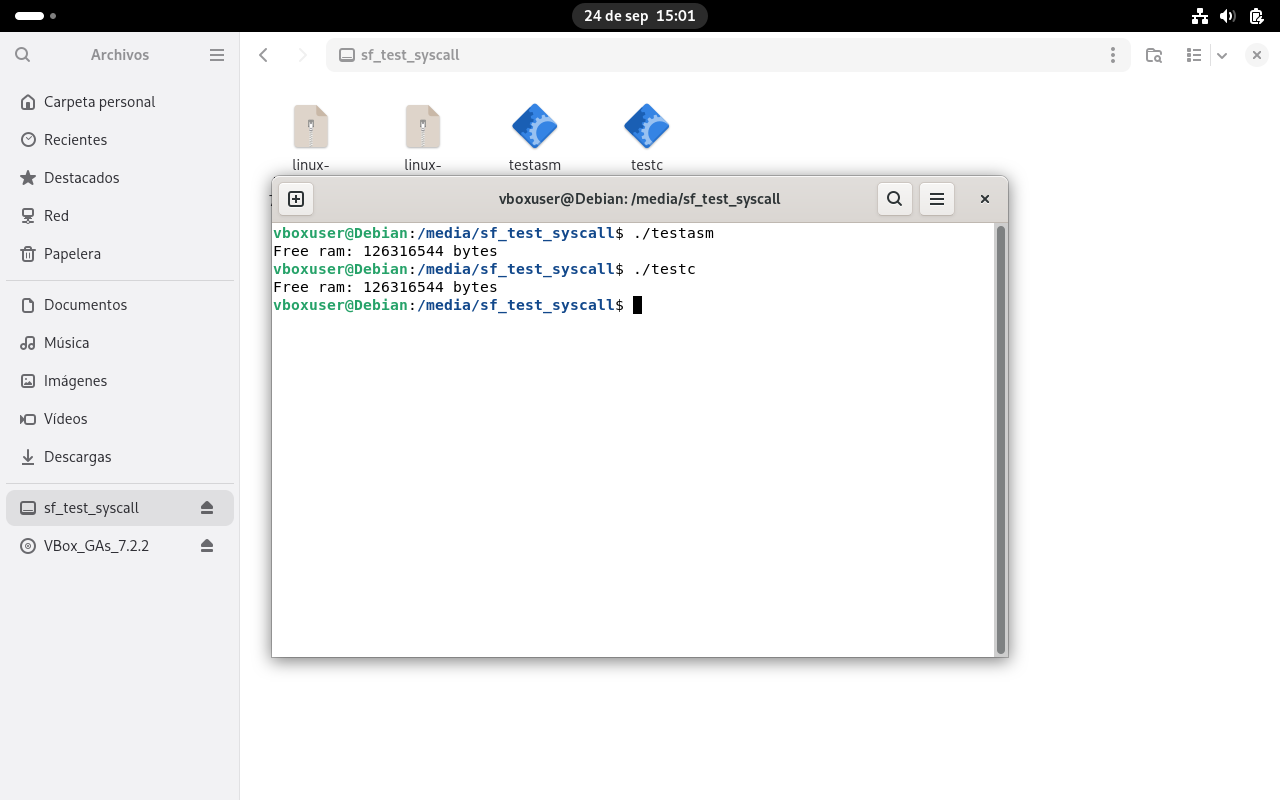 24 de sep 15:01
Archivos
sf_test_syscall
Carpeta personal
Recientes
Destacados
Red
Papelera
Documentos
Música
Imágenes
Vídeos
Descargas
sf_test_syscall
VBox_GAs_7.2.2
linux-
linux-
testasm
testc
vboxuser@Debian: /media/sf_test_syscall
vboxuser@Debian:/media/sf_test_syscall$ ./testasm
Free ram: 126316544 bytes
vboxuser@Debian:/media/sf_test_syscall$ ./testc
Free ram: 126316544 bytes
vboxuser@Debian:/media/sf_test_syscall$